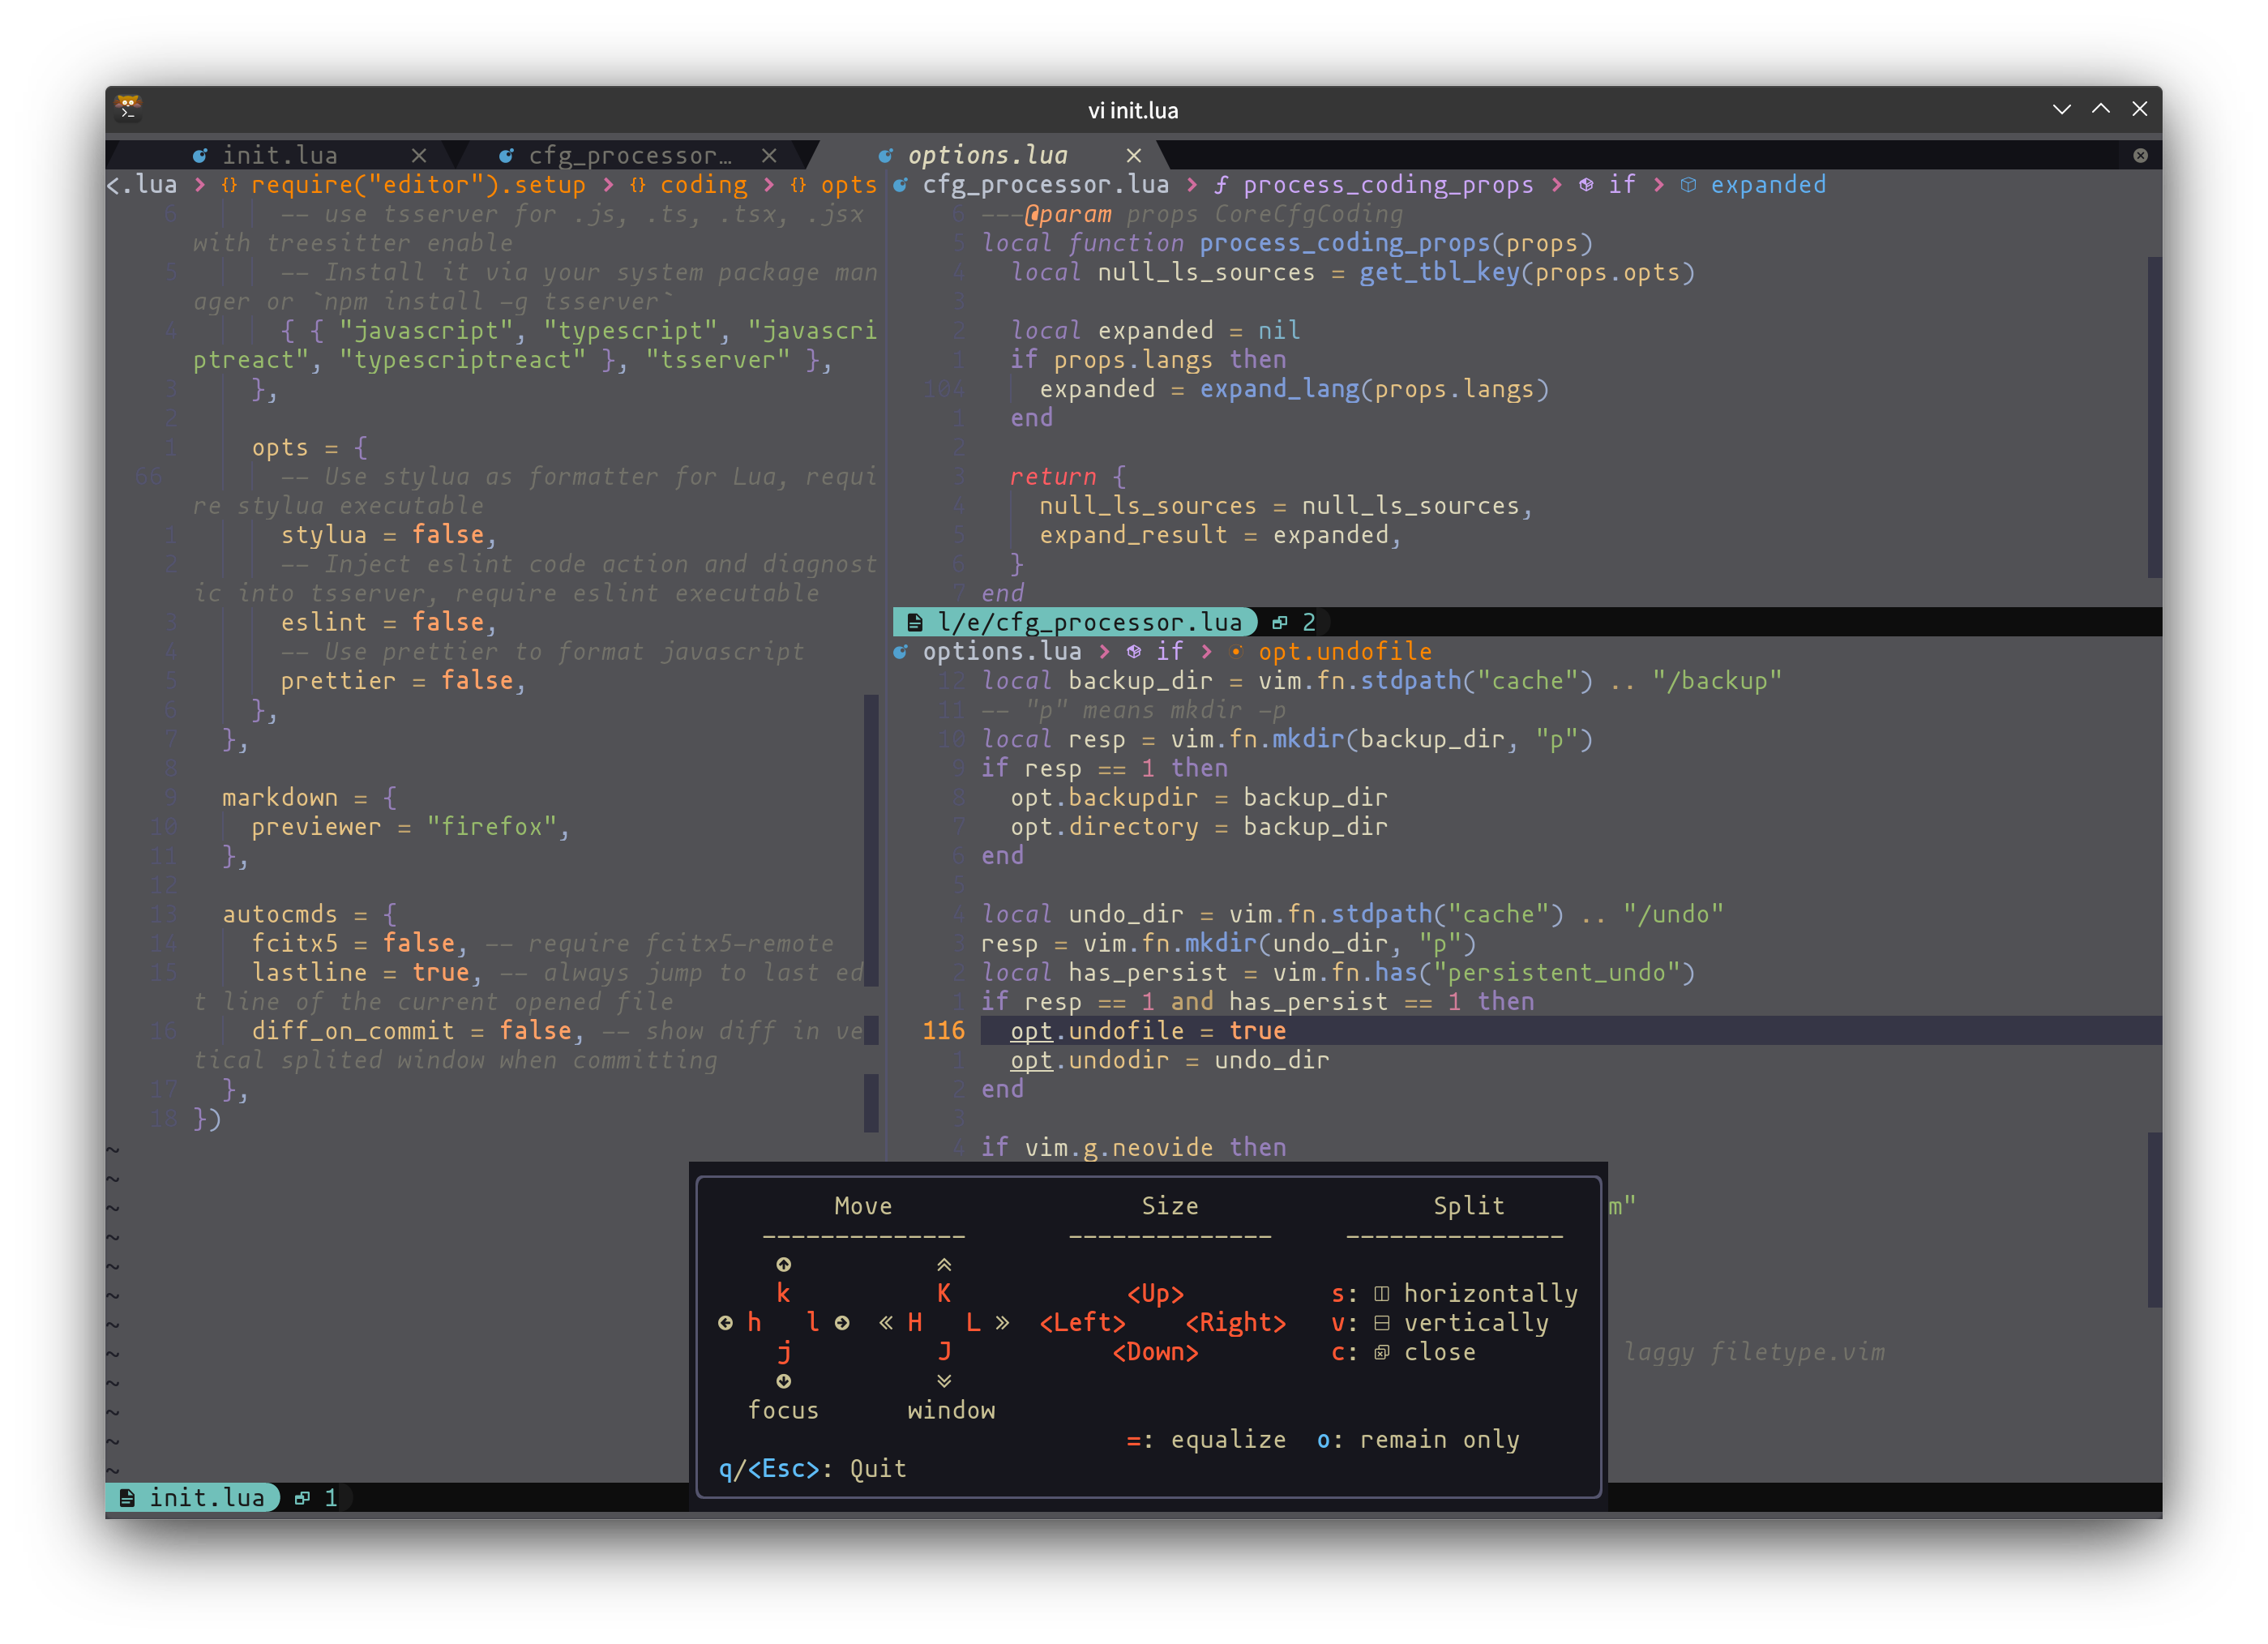 vi init.lua
init.lua
cfg_processor…
options.lua
<.lua > {} require("editor").setup > {} coding > {} opts
6 -- use tsserver for .js, .ts, .tsx, .jsx
with treesitter enable
5 -- Install it via your system package man
ager or `npm install -g tsserver`
4 { { "javascript", "typescript", "javascri
ptreact", "typescriptreact" }, "tsserver" },
3 },
2
1 opts = {
66 -- Use stylua as formatter for Lua, requi
re stylua executable
1 stylua = false,
2 -- Inject eslint code action and diagnost
ic into tsserver, require eslint executable
3 eslint = false,
4 -- Use prettier to format javascript
5 prettier = false,
6 },
7 },
8
9 markdown = {
10 previewer = "firefox",
11 },
12
13 autocmds = {
14 fcitx5 = false, -- require fcitx5-remote
15 lastline = true, -- always jump to last ed
t line of the current opened file
16 diff_on_commit = false, -- show diff in ve
tical splited window when committing
17 },
18 })
~
~
~
~
~
~
~
~
~
~
~
~
init.lua 1
cfg_processor.lua > ƒ process_coding_props > if > expanded
6 ---@param props CoreCfgCoding
5 local function process_coding_props(props)
4 local null_ls_sources = get_tbl_key(props.opts)
3
2 local expanded = nil
1 if props.langs then
104 expanded = expand_lang(props.langs)
1 end
2
3 return {
4 null_ls_sources = null_ls_sources,
5 expand_result = expanded,
6 }
7 end
l/e/cfg_processor.lua 2
options.lua > if > opt.undofile
12 local backup_dir = vim.fn.stdpath("cache") .. "/backup"
11 -- "p" means mkdir -p
10 local resp = vim.fn.mkdir(backup_dir, "p")
9 if resp == 1 then
8 opt.backupdir = backup_dir
7 opt.directory = backup_dir
6 end
5
4 local undo_dir = vim.fn.stdpath("cache") .. "/undo"
3 resp = vim.fn.mkdir(undo_dir, "p")
2 local has_persist = vim.fn.has("persistent_undo")
1 if resp == 1 and has_persist == 1 then
116 opt.undofile = true
1 opt.undodir = undo_dir
2 end
3
4 if vim.g.neovide then
m"
laggy filetype.vim
Move Size Split
-------------- -------------- ---------------
k K <Up> s: horizontally
h l « H L » <Left> <Right> v: vertically
j J <Down> c: close
focus window
=: equalize o: remain only
q/<Esc>: Quit